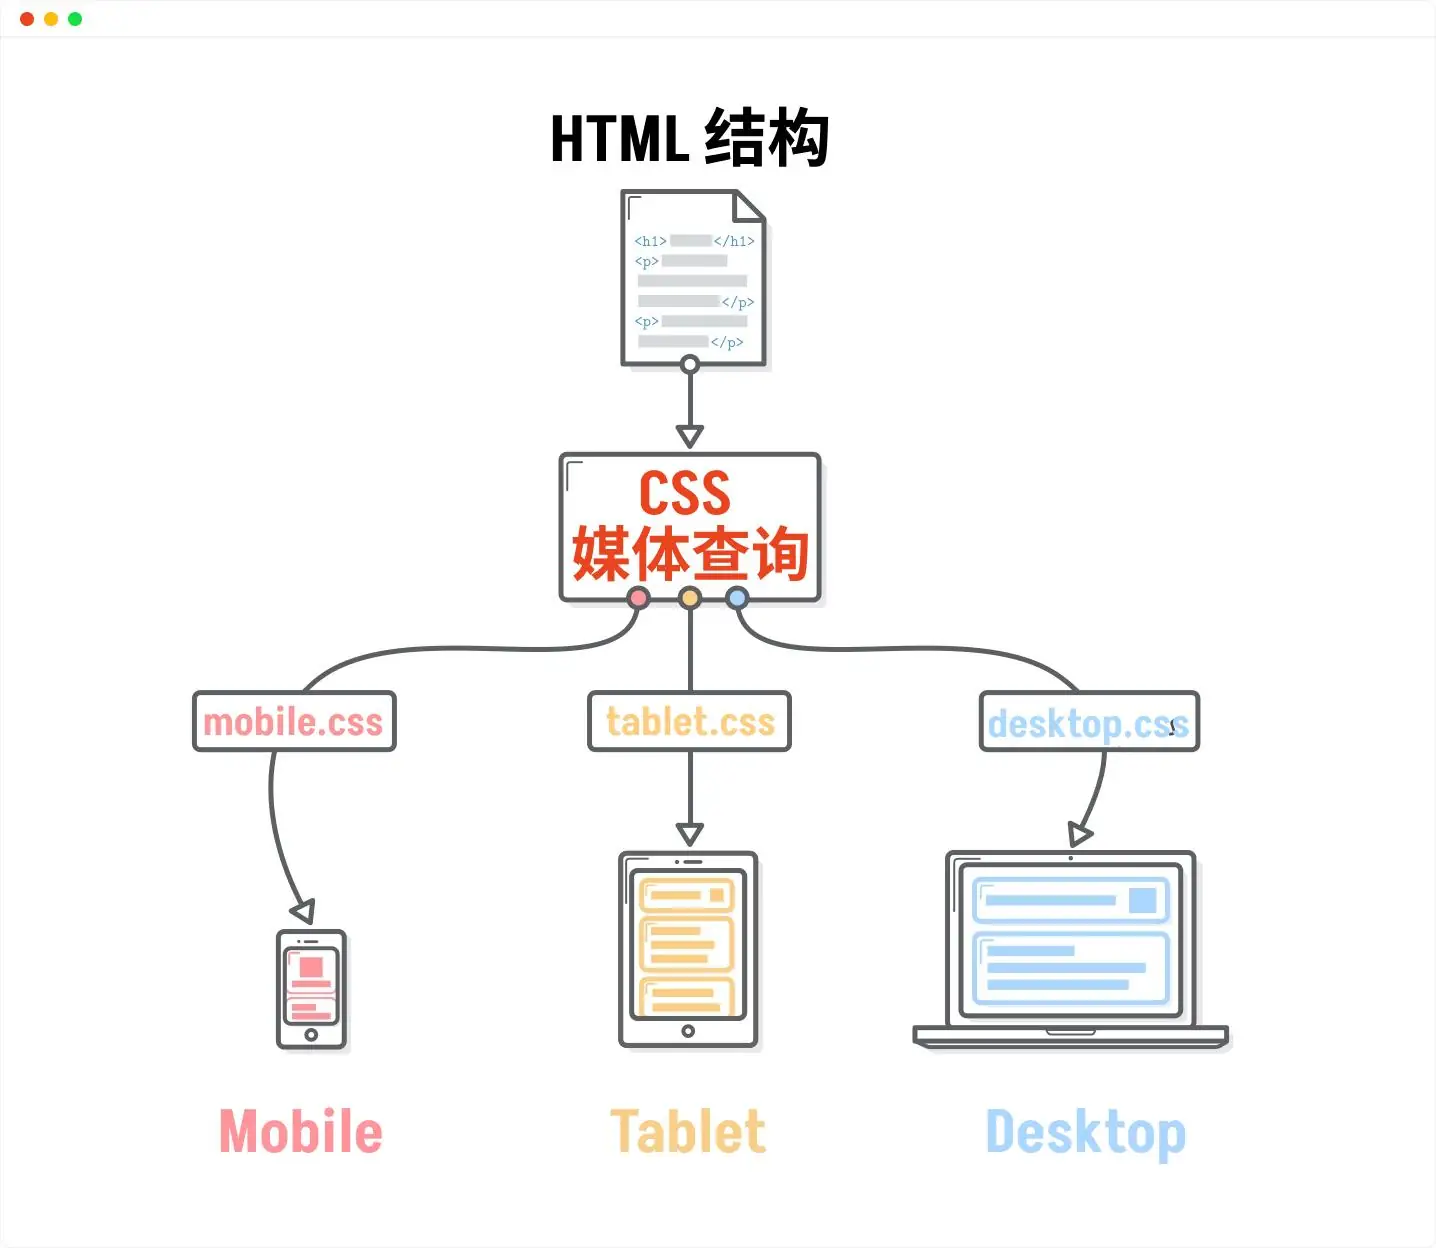 HTML 结构
<h1> </h1>
<p>
</p>
<p>
</p>
CSS
媒体查询
mobile.css
tablet.css
desktop.css
Mobile
Tablet
Desktop